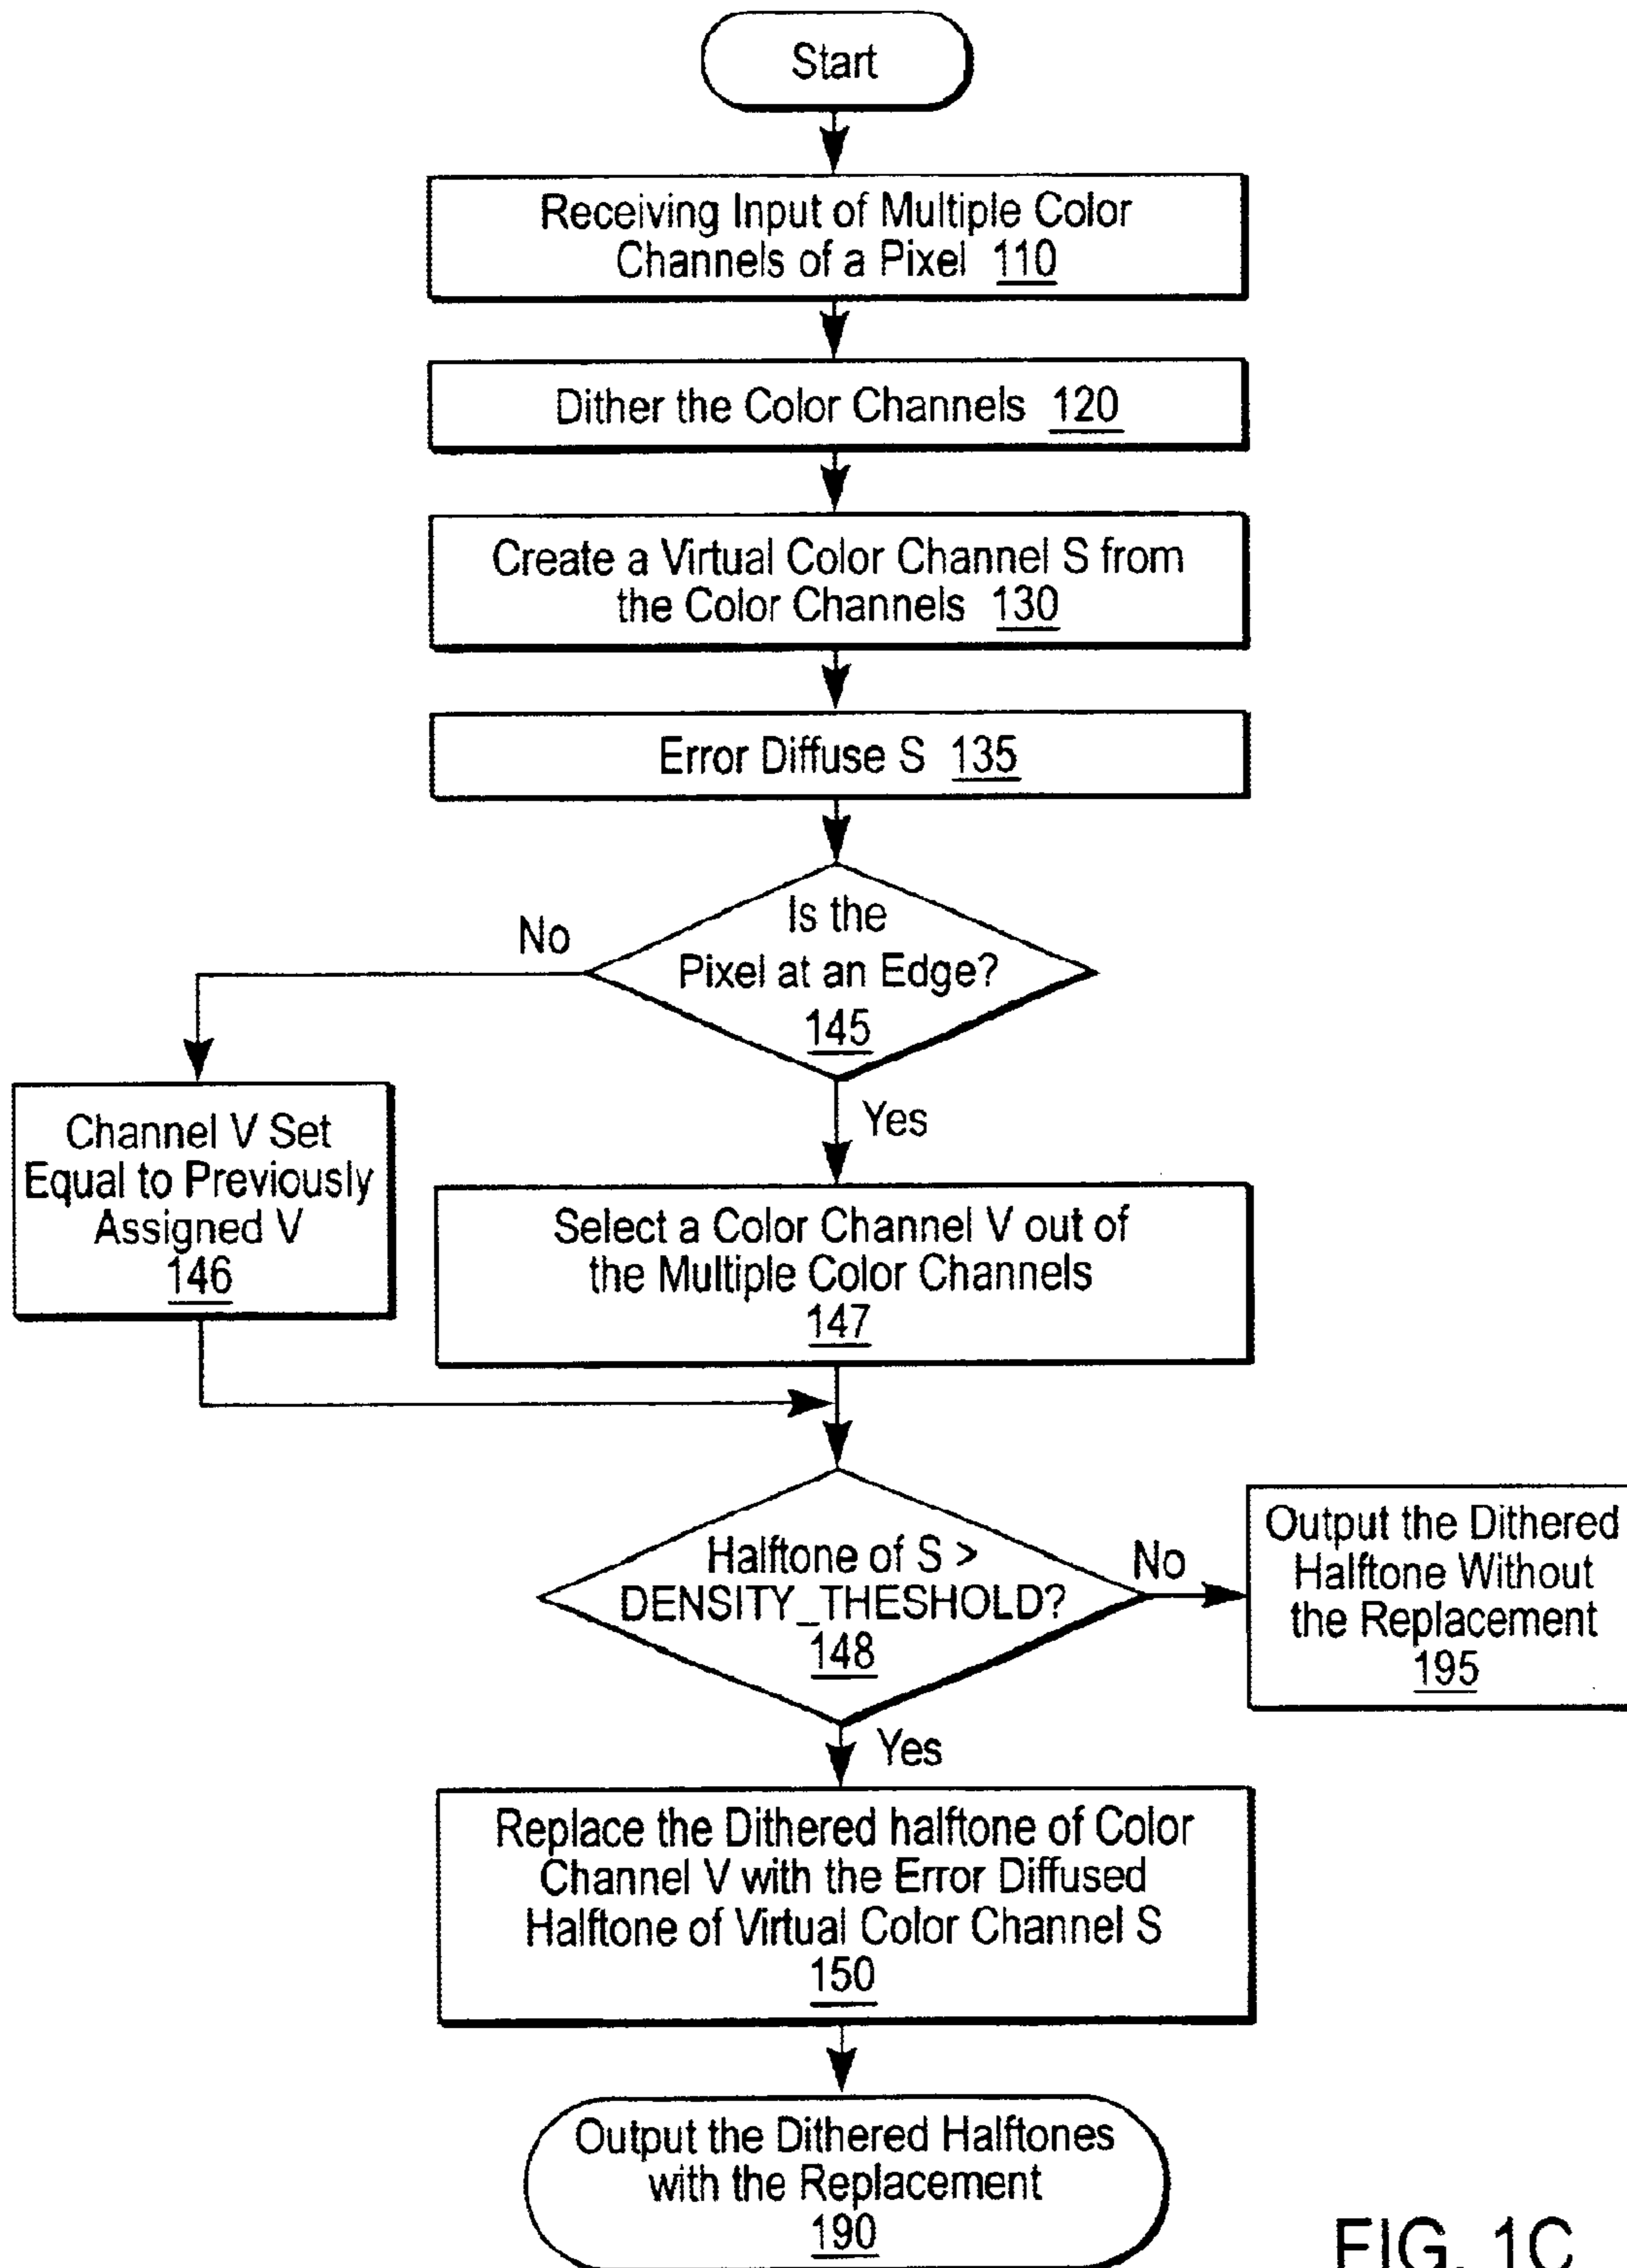 Start
Receiving Input of Multiple Color
Channels of a Pixel 110
Dither the Color Channels 120
Create a Virtual Color Channel S from
the Color Channels 130
Error Diffuse S 135
Is the
Pixel at an Edge?
145
No
Yes
Channel V Set
Equal to Previously
Assigned V
146
Select a Color Channel V out of
the Multiple Color Channels
147
Halftone of S >
DENSITY_THESHOLD?
148
No
Output the Dithered
Halftone Without
the Replacement
195
Yes
Replace the Dithered halftone of Color
Channel V with the Error Diffused
Halftone of Virtual Color Channel S
150
Output the Dithered Halftones
with the Replacement
190
FIG. 1C